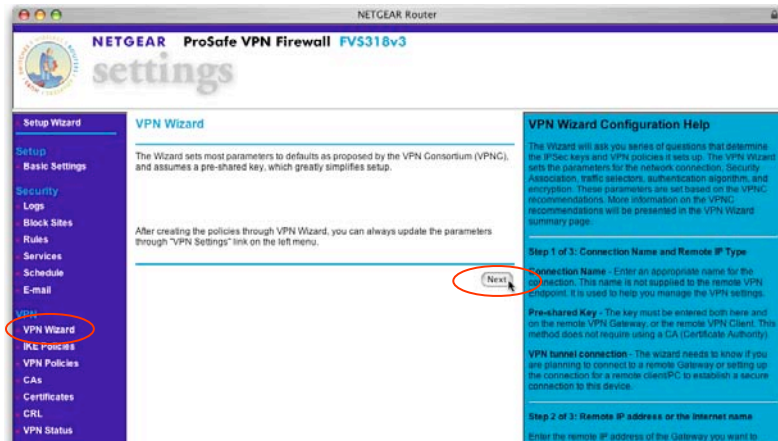 NETGEAR Router
NETGEAR ProSafe VPN Firewall FVS318v3
settings
Setup Wizard
Setup
Basic Settings
Security
Logs
Block Sites
Rules
Services
Schedule
E-mail
VPN
VPN Wizard
IKE Policies
VPN Policies
CAs
Certificates
CRL
VPN Status
VPN Wizard
The Wizard sets most parameters to defaults as proposed by the VPN Consortium (VPNC),
and assumes a pre-shared key, which greatly simplifies setup.
After creating the policies through VPN Wizard, you can always update the parameters
through "VPN Settings" link on the left menu.
Next
VPN Wizard Configuration Help
The Wizard will ask you series of questions that determine
the IPSec keys and VPN policies it sets up. The VPN Wizard
sets the parameters for the network connection, Security
Association, traffic selectors, authentication algorithm, and
encryption. These parameters are set based on the VPNC
recommendations. More information on the VPNC
recommendations will be presented in the VPN Wizard
summary page.
Step 1 of 3: Connection Name and Remote IP Type
Connection Name - Enter an appropriate name for the
connection. This name is not supplied to the remote VPN
Endpoint. It is used to help you manage the VPN settings.
Pre-shared Key - The key must be entered both here and
on the remote VPN Gateway, or the remote VPN Client. This
method does not require using a CA (Certificate Authority).
VPN tunnel connection - The wizard needs to know if you
are planning to connect to a remote Gateway or setting up
the connection for a remote client/PC to establish a secure
connection to this device.
Step 2 of 3: Remote IP address or the Internet name
Enter the remote IP address of the Gateway you want to